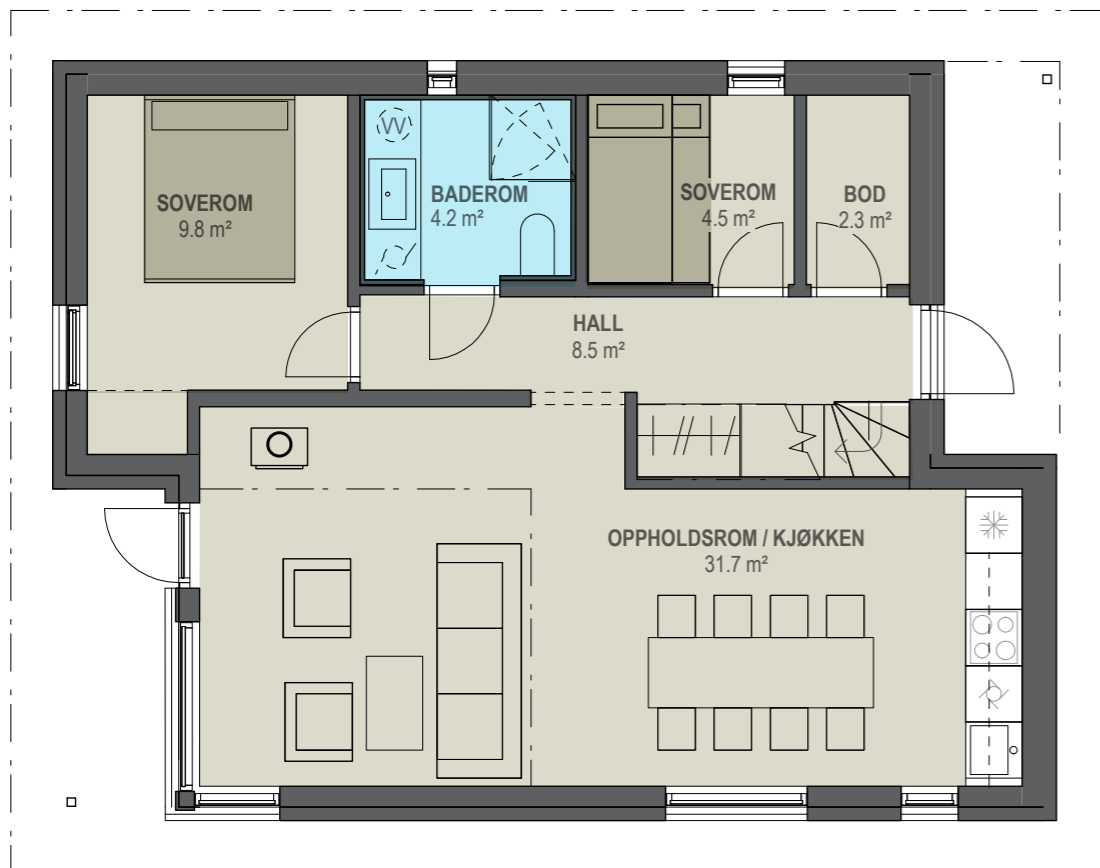 SOVEROM
9.8 m²
BADEROM
4.2 m²
SOVEROM
4.5 m²
BOD
2.3 m²
HALL
8.5 m²
OPPHOLDSROM / KJØKKEN
31.7 m²